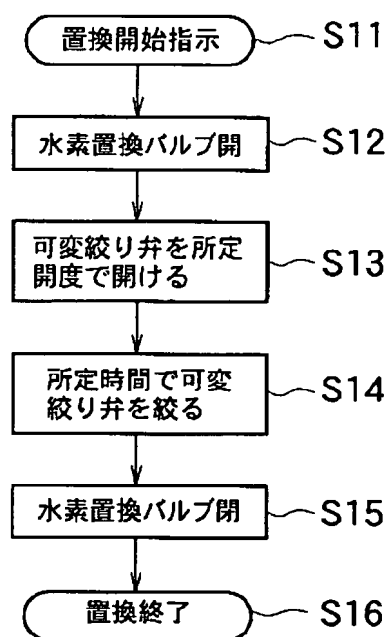 置換開始指示
S11
水素置換バルブ開
S12
可変絞り弁を所定
開度で開ける
S13
所定時間で可変
絞り弁を絞る
S14
水素置換バルブ閉
S15
置換終了
S16